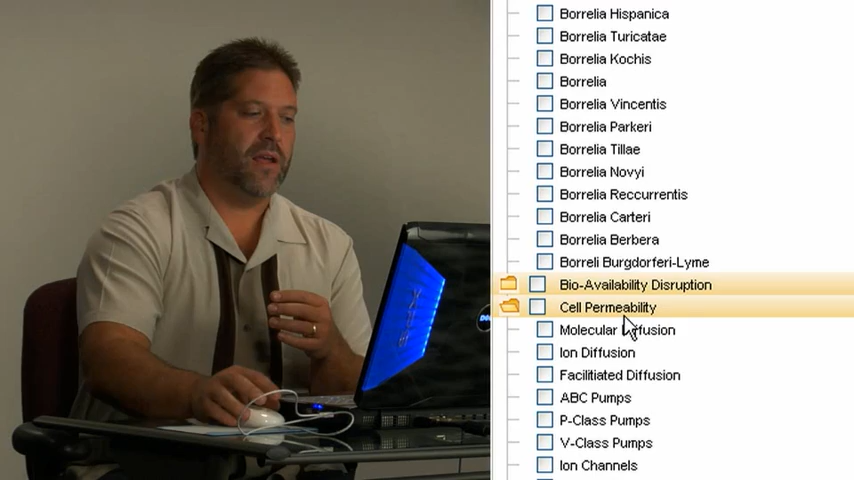 Borrelia Hispanica
Borrelia Turicatae
Borrelia Kochis
Borrelia
Borrelia Vincentis
Borrelia Parkeri
Borrelia Tillae
Borrelia Novyi
Borrelia Reccurrentis
Borrelia Carteri
Borrelia Berbera
Borreli Burgdorferi-Lyme
Bio-Availability Disruption
Cell Permeability
Molecular Diffusion
Ion Diffusion
Facilitiated Diffusion
ABC Pumps
P-Class Pumps
V-Class Pumps
Ion Channels